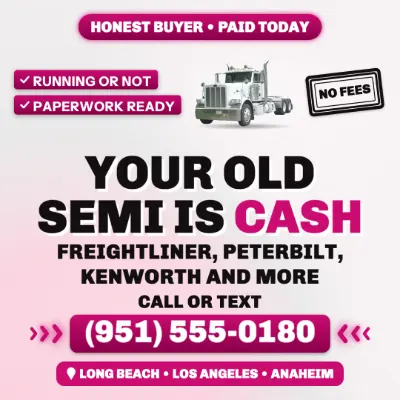 HONEST BUYER • PAID TODAY
RUNNING OR NOT
PAPERWORK READY
NO FEES
YOUR OLD
SEMI IS CASH
FREIGHTLINER, PETERBILT,
KENWORTH AND MORE
CALL OR TEXT
(951) 555-0180
LONG BEACH • LOS ANGELES • ANAHEIM